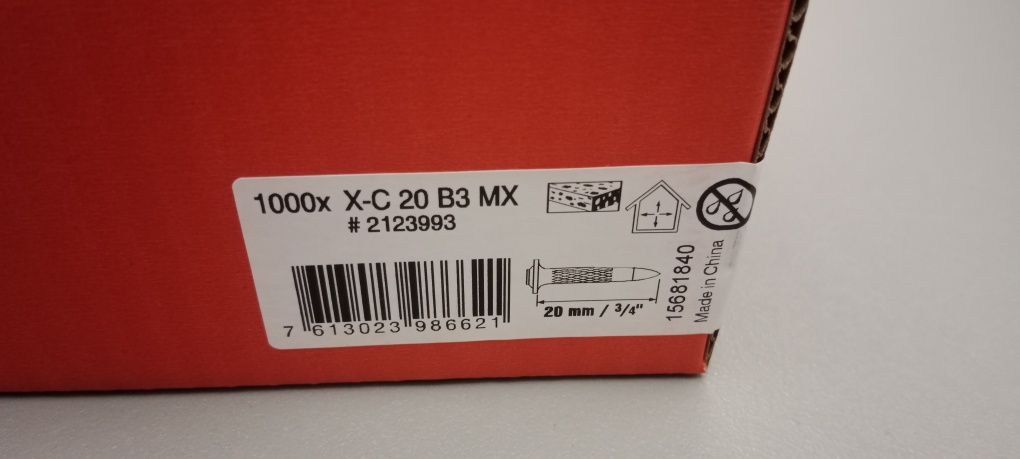 1000x X-C 20 B3 MX
# 2123993
7 613023 986621
20 mm / 3/4"
15681840
Made in China